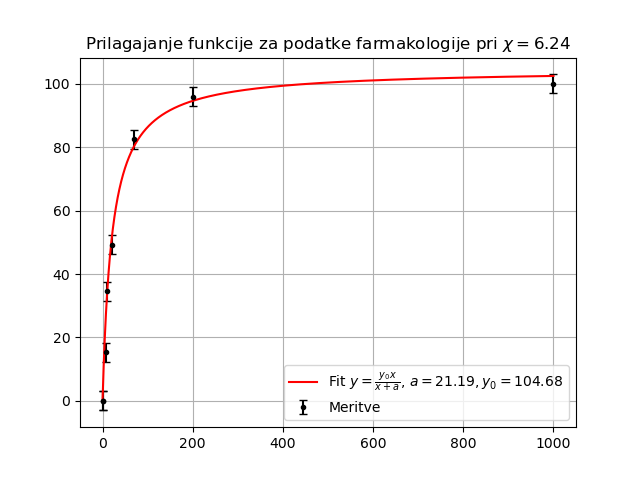 Prilagajanje funkcije za podatke farmakologije pri χ = 6.24
100
80
60
40
20
0
Fit y = y₀x/(x + a), a = 21.19, y₀ = 104.68
Meritve
0 200 400 600 800 1000